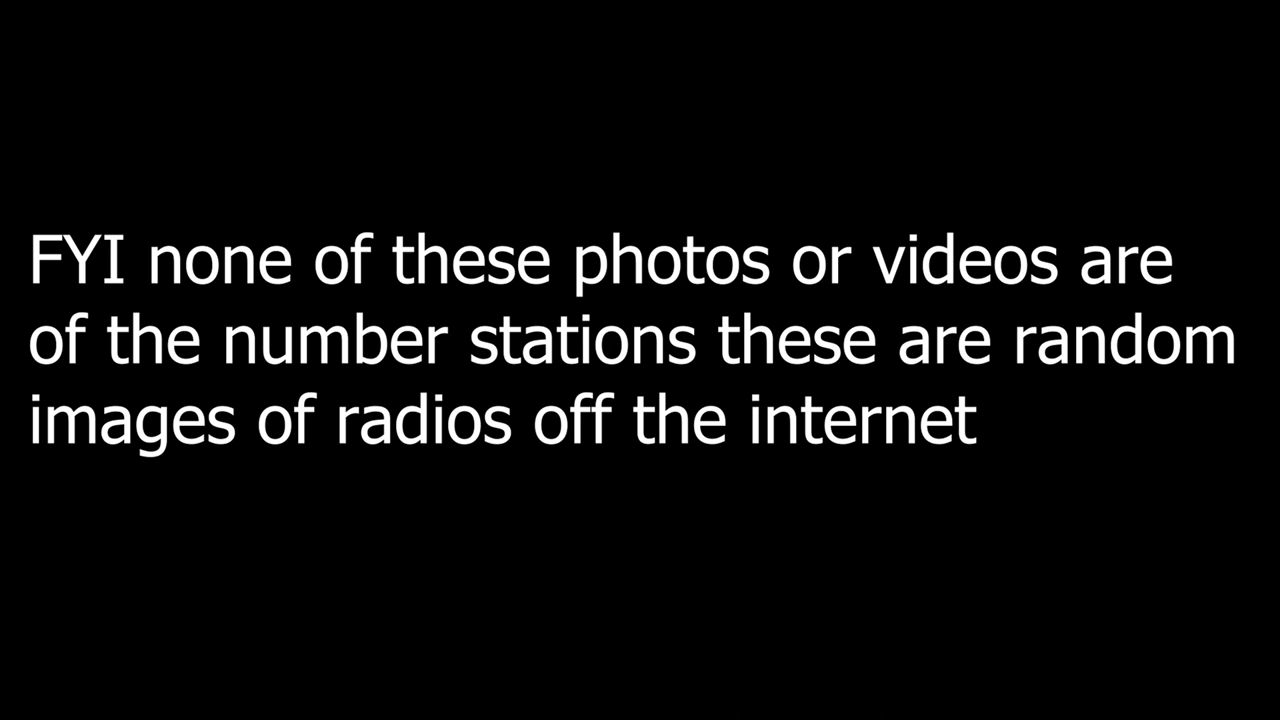 FYI none of these photos or videos are
of the number stations these are random
images of radios off the internet